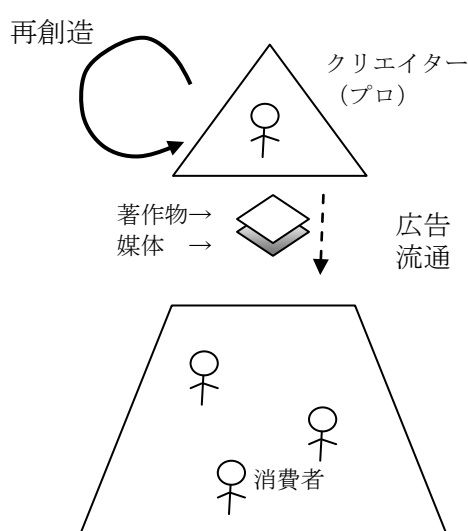 再創造
クリエイター
（プロ）
著作物→
媒体　→
広告
流通
消費者